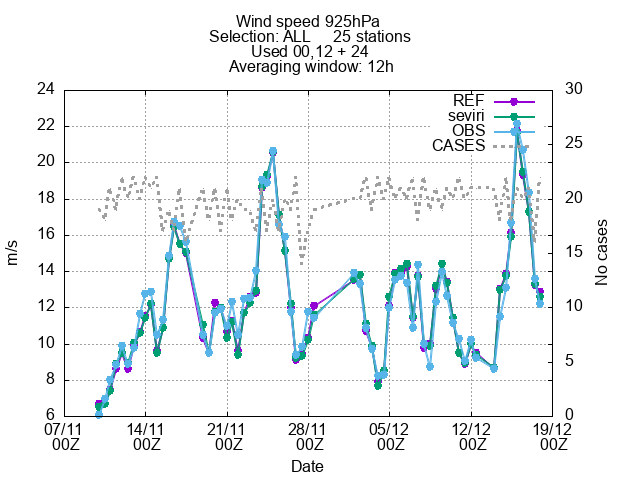 Wind speed 925hPa
Selection: ALL 25 stations
Used 00,12 + 24
Averaging window: 12h
24
22
20
18
16
14
12
10
8
6
m/s
30
25
20
15
10
5
0
No cases
REF
seviri
OBS
CASES
07/11 14/11 21/11 28/11 05/12 12/12 19/12
00Z 00Z 00Z 00Z 00Z 00Z 00Z
Date